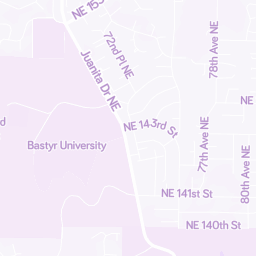 NE 153
72nd Pl NE
Juanita Dr NE
78th Ave NE
NE
NE 143rd St
77th Ave NE
Bastyr University
80th Ave NE
NE 141st St
NE 140th St